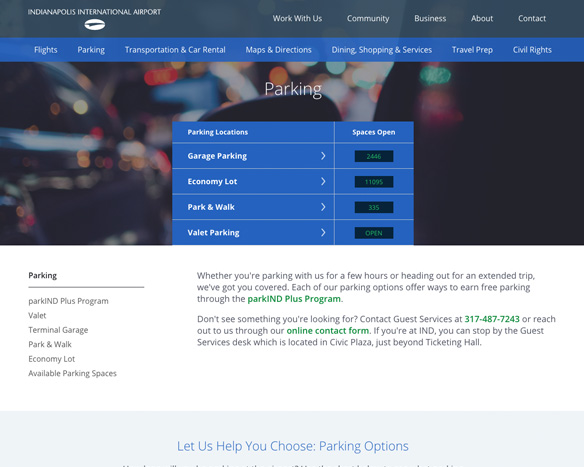 INDIANAPOLIS INTERNATIONAL AIRPORT
Work With Us Community Business About Contact
Flights Parking Transportation & Car Rental Maps & Directions Dining, Shopping & Services Travel Prep Civil Rights
Parking
Parking Locations Spaces Open
Garage Parking 2446
Economy Lot 11095
Park & Walk 335
Valet Parking OPEN
Parking
parkIND Plus Program
Valet
Terminal Garage
Park & Walk
Economy Lot
Available Parking Spaces
Whether you're parking with us for a few hours or heading out for an extended trip,
we've got you covered. Each of our parking options offer ways to earn free parking
through the parkIND Plus Program.
Don't see something you're looking for? Contact Guest Services at 317-487-7243 or reach
out to us through our online contact form. If you're at IND, you can stop by the Guest
Services desk which is located in Civic Plaza, just beyond Ticketing Hall.
Let Us Help You Choose: Parking Options